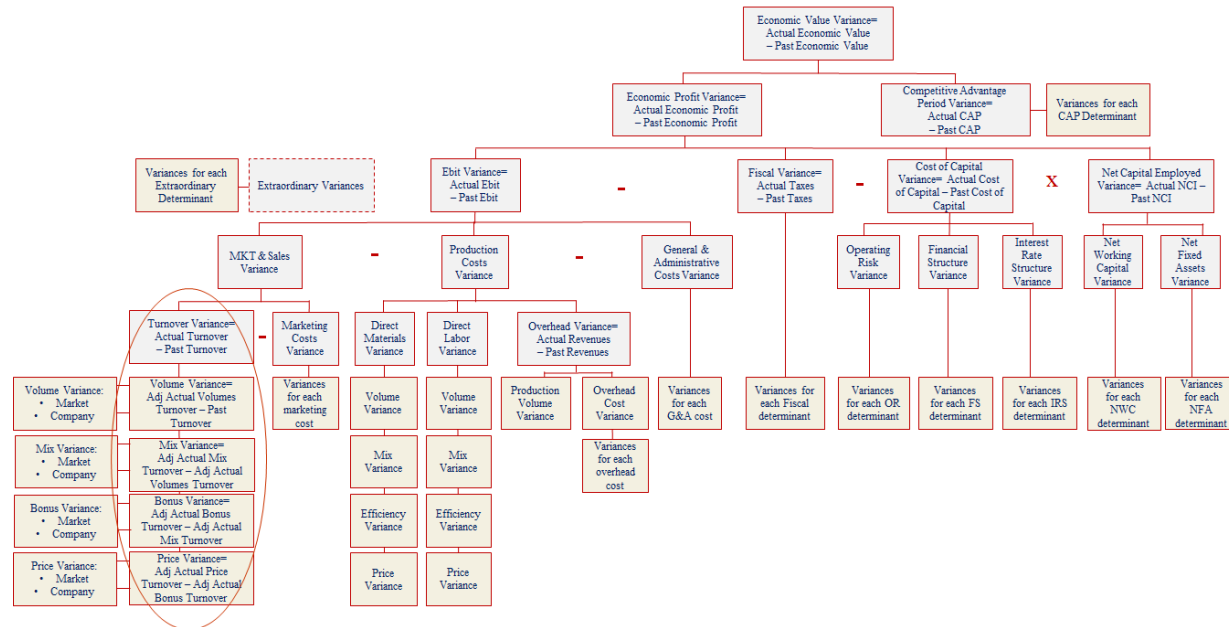 Economic Value Variance=
Actual Economic Value
– Past Economic Value
Economic Profit Variance=
Actual Economic Profit
– Past Economic Profit
Competitive Advantage
Period Variance=
Actual CAP
– Past CAP
Variances for each
CAP Determinant
Variances for each
Extraordinary
Determinant
Extraordinary Variances
Ebit Variance=
Actual Ebit
– Past Ebit
-
Fiscal Variance=
Actual Taxes
– Past Taxes
-
Cost of Capital
Variance= Actual Cost
of Capital – Past Cost of
Capital
x
Net Capital Employed
Variance= Actual NCI –
Past NCI
MKT & Sales
Variance
-
Production
Costs
Variance
-
General &
Administrative
Costs Variance
Operating
Risk
Variance
Financial
Structure
Variance
Interest
Rate
Structure
Variance
Net
Working
Capital
Variance
Net
Fixed
Assets
Variance
Turnover Variance=
Actual Turnover
– Past Turnover
-
Marketing
Costs
Variance
Direct
Materials
Variance
Direct
Labor
Variance
Overhead Variance=
Actual Revenues
– Past Revenues
Volume Variance:
• Market
• Company
Volume Variance=
Adj Actual Volumes
Turnover – Past
Turnover
Variances
for each
marketing
cost
Volume
Variance
Volume
Variance
Production
Volume
Variance
Overhead
Cost
Variance
Variances
for each
G&A cost
Variances for
each Fiscal
determinant
Variances
for each OR
determinant
Variances
for each FS
determinant
Variances
for each IRS
determinant
Variances
for each
NWC
determinant
Variances
for each
NFA
determinant
Mix Variance:
• Market
• Company
Mix Variance=
Adj Actual Mix
Turnover – Adj Actual
Volumes Turnover
Mix
Variance
Mix
Variance
Variances
for each
overhead
cost
Bonus Variance:
• Market
• Company
Bonus Variance=
Adj Actual Bonus
Turnover – Adj Actual
Mix Turnover
Efficiency
Variance
Efficiency
Variance
Price Variance:
• Market
• Company
Price Variance=
Adj Actual Price
Turnover – Adj Actual
Bonus Turnover
Price
Variance
Price
Variance